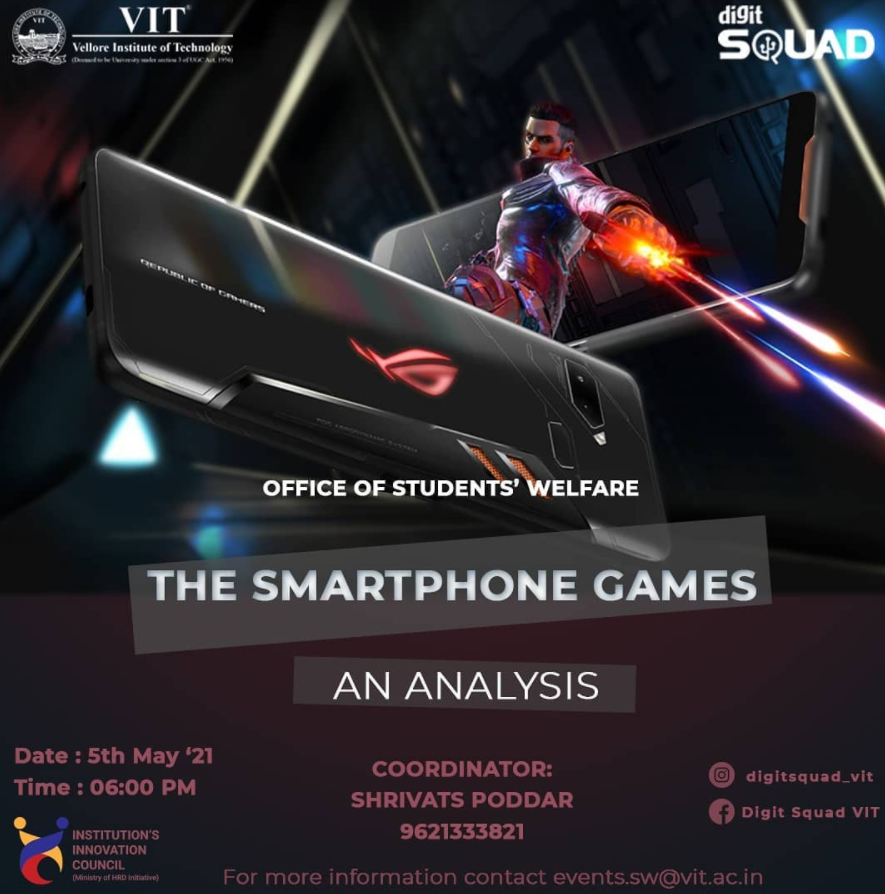 VIT
Vellore Institute of Technology
(Deemed to be University under section 3 of UGC Act, 1956)
digit
SQUAD
REPUBLIC OF GAMERS
OFFICE OF STUDENTS’ WELFARE
THE SMARTPHONE GAMES
AN ANALYSIS
Date : 5th May ‘21
Time : 06:00 PM
COORDINATOR:
SHRIVATS PODDAR
9621333821
digitsquad_vit
Digit Squad VIT
INSTITUTION’S
INNOVATION
COUNCIL
(Ministry of HRD Initiative)
For more information contact events.sw@vit.ac.in